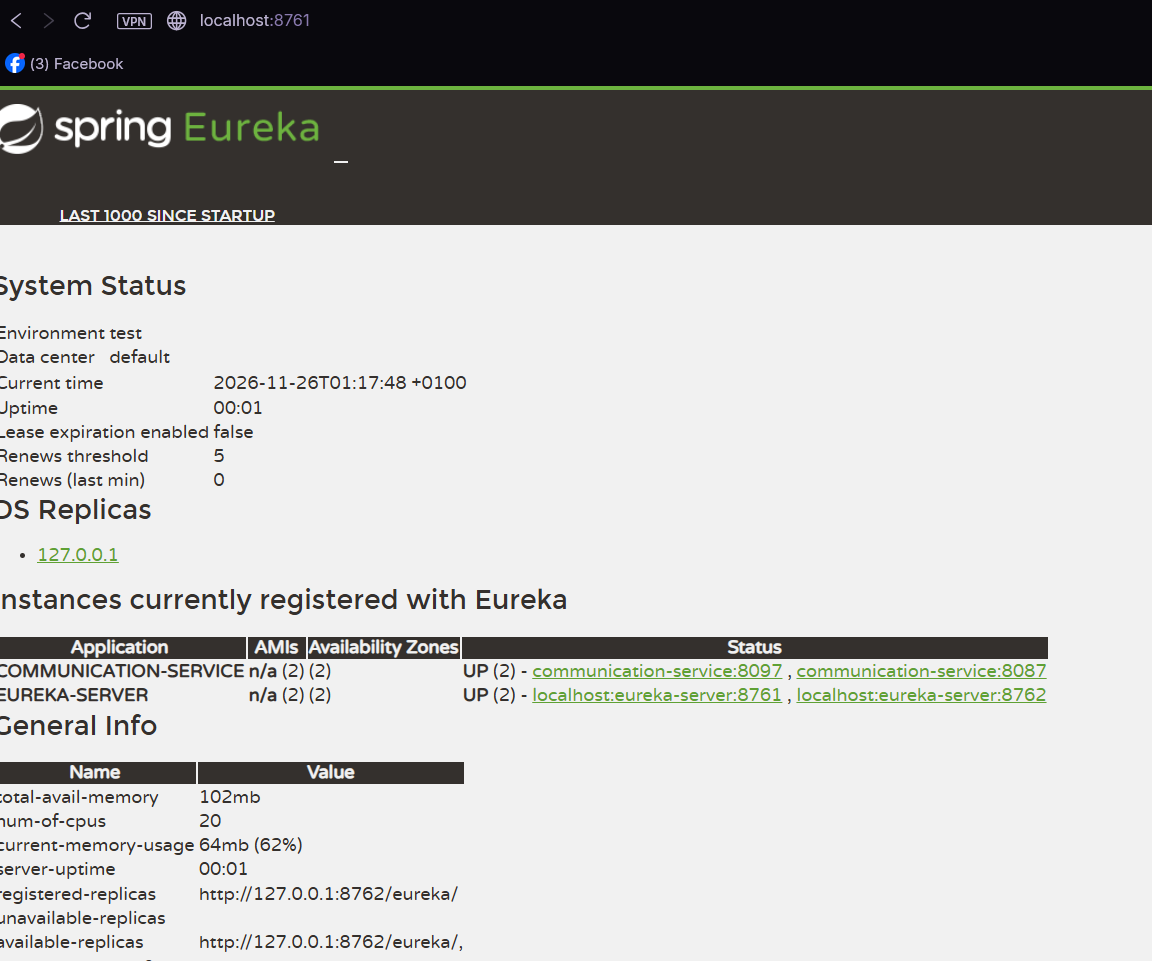 VPN localhost:8761
(3) Facebook
spring Eureka
LAST 1000 SINCE STARTUP
System Status
Environment test
Data center default
Current time 2026-11-26T01:17:48 +0100
Uptime 00:01
Lease expiration enabled false
Renews threshold 5
Renews (last min) 0
DS Replicas
127.0.0.1
nstances currently registered with Eureka
Application AMIs Availability Zones Status
COMMUNICATION-SERVICE n/a (2) (2) UP (2) - communication-service:8097 , communication-service:8087
EUREKA-SERVER n/a (2) (2) UP (2) - localhost:eureka-server:8761 , localhost:eureka-server:8762
General Info
Name Value
total-avail-memory 102mb
num-of-cpus 20
current-memory-usage 64mb (62%)
server-uptime 00:01
registered-replicas http://127.0.0.1:8762/eureka/
unavailable-replicas
available-replicas http://127.0.0.1:8762/eureka/,